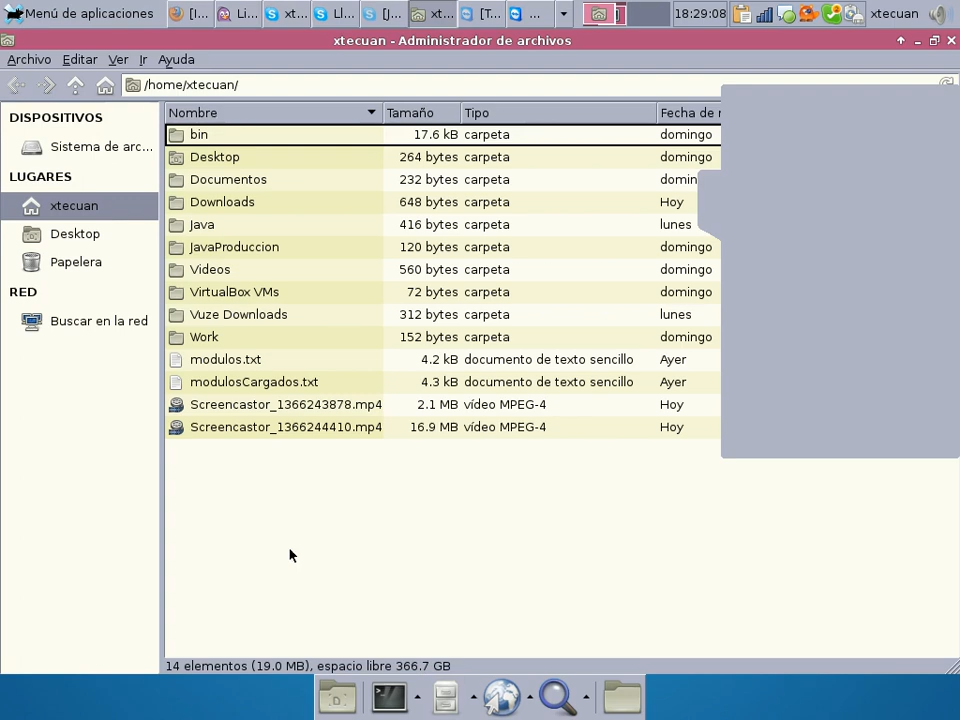 Menú de aplicaciones [I... Li... xt... Ll... [J... xt... [T... ... 18:29:08 xtecuan
xtecuan - Administrador de archivos
Archivo Editar Ver Ir Ayuda
/home/xtecuan/
DISPOSITIVOS
Sistema de arc...
LUGARES
xtecuan
Desktop
Papelera
RED
Buscar en la red
Nombre Tamaño Tipo Fecha de
bin 17.6 kB carpeta domingo
Desktop 264 bytes carpeta domingo
Documentos 232 bytes carpeta domin
Downloads 648 bytes carpeta Hoy
Java 416 bytes carpeta lunes
JavaProduccion 120 bytes carpeta domingo
Videos 560 bytes carpeta domingo
VirtualBox VMs 72 bytes carpeta domingo
Vuze Downloads 312 bytes carpeta lunes
Work 152 bytes carpeta domingo
modulos.txt 4.2 kB documento de texto sencillo Ayer
modulosCargados.txt 4.3 kB documento de texto sencillo Ayer
Screencastor_1366243878.mp4 2.1 MB vídeo MPEG-4 Hoy
Screencastor_1366244410.mp4 16.9 MB vídeo MPEG-4 Hoy
14 elementos (19.0 MB), espacio libre 366.7 GB